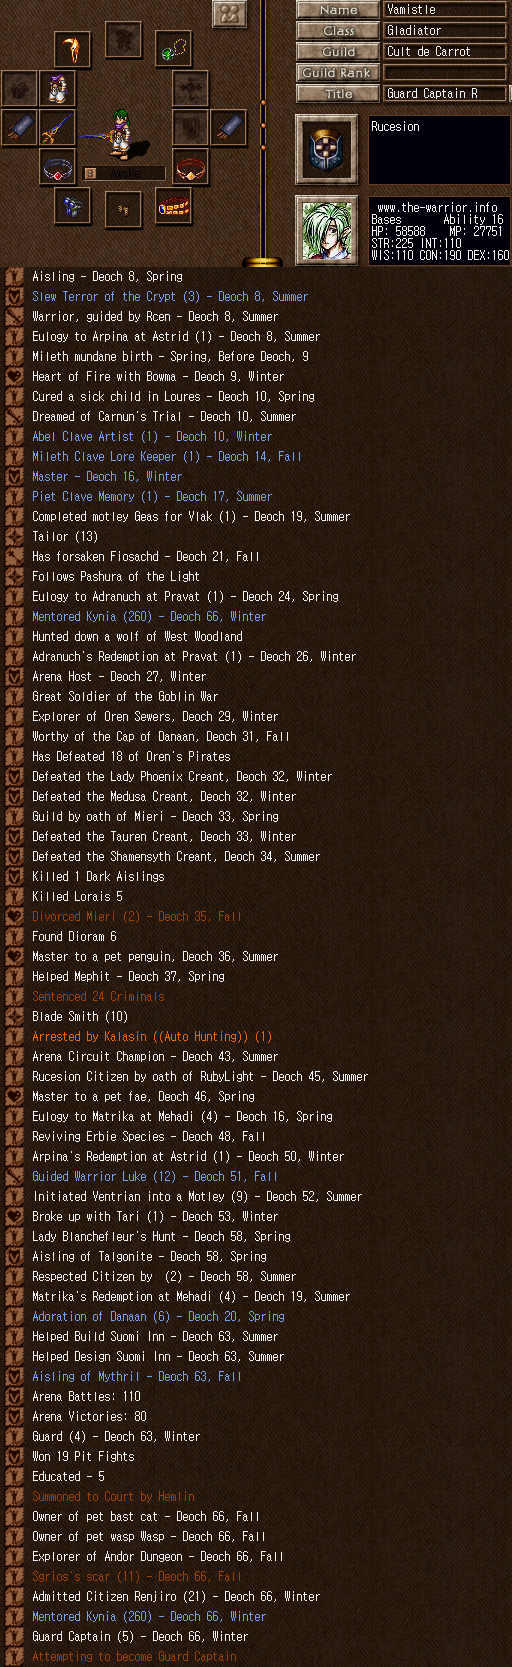 Name
Vamistle
Class
Gladiator
Guild
Cult de Carrot
Guild Rank
Title
Guard Captain R
Rucesion
Awake
www.the-warrior.info
Bases Ability 16
HP: 58588 MP: 27751
STR:225 INT:110
WIS:110 CON:190 DEX:160
Aisling - Deoch 8, Spring
Slew Terror of the Crypt (3) - Deoch 8, Summer
Warrior, guided by Rcen - Deoch 8, Summer
Eulogy to Arpina at Astrid (1) - Deoch 8, Summer
Mileth mundane birth - Spring, Before Deoch, 9
Heart of Fire with Bowma - Deoch 9, Winter
Cured a sick child in Loures - Deoch 10, Spring
Dreamed of Carnun's Trial - Deoch 10, Summer
Abel Clave Artist (1) - Deoch 10, Winter
Mileth Clave Lore Keeper (1) - Deoch 14, Fall
Master - Deoch 16, Winter
Piet Clave Memory (1) - Deoch 17, Summer
Completed motley Geas for Vlak (1) - Deoch 19, Summer
Tailor (13)
Has forsaken Fiosachd - Deoch 21, Fall
Follows Pashura of the Light
Eulogy to Adranuch at Pravat (1) - Deoch 24, Spring
Mentored Kynia (260) - Deoch 66, Winter
Hunted down a wolf of West Woodland
Adranuch's Redemption at Pravat (1) - Deoch 26, Winter
Arena Host - Deoch 27, Winter
Great Soldier of the Goblin War
Explorer of Oren Sewers, Deoch 29, Winter
Worthy of the Cap of Danaan, Deoch 31, Fall
Has Defeated 18 of Oren's Pirates
Defeated the Lady Phoenix Creant, Deoch 32, Winter
Defeated the Medusa Creant, Deoch 32, Winter
Guild by oath of Mieri - Deoch 33, Spring
Defeated the Tauren Creant, Deoch 33, Winter
Defeated the Shamensyth Creant, Deoch 34, Summer
Killed 1 Dark Aislings
Killed Lorais 5
Divorced Mieri (2) - Deoch 35, Fall
Found Dioram 6
Master to a pet penguin, Deoch 36, Summer
Helped Mephit - Deoch 37, Spring
Sentenced 24 Criminals
Blade Smith (10)
Arrested by Kalasin ((Auto Hunting)) (1)
Arena Circuit Champion - Deoch 43, Summer
Rucesion Citizen by oath of RubyLight - Deoch 45, Summer
Master to a pet fae, Deoch 46, Spring
Eulogy to Matrika at Mehadi (4) - Deoch 16, Spring
Reviving Erbie Species - Deoch 48, Fall
Arpina's Redemption at Astrid (1) - Deoch 50, Winter
Guided Warrior Luke (12) - Deoch 51, Fall
Initiated Ventrian into a Motley (9) - Deoch 52, Summer
Broke up with Tari (1) - Deoch 53, Winter
Lady Blanchefleur's Hunt - Deoch 58, Spring
Aisling of Talgonite - Deoch 58, Spring
Respected Citizen by (2) - Deoch 58, Summer
Matrika's Redemption at Mehadi (4) - Deoch 19, Summer
Adoration of Danaan (6) - Deoch 20, Spring
Helped Build Suomi Inn - Deoch 63, Summer
Helped Design Suomi Inn - Deoch 63, Summer
Aisling of Mythril - Deoch 63, Fall
Arena Battles: 110
Arena Victories: 80
Guard (4) - Deoch 63, Winter
Won 19 Pit Fights
Educated - 5
Summoned to Court by Hemlin
Owner of pet bast cat - Deoch 66, Fall
Owner of pet wasp Wasp - Deoch 66, Fall
Explorer of Andor Dungeon - Deoch 66, Fall
Sgrios's scar (11) - Deoch 66, Fall
Admitted Citizen Renjiro (21) - Deoch 66, Winter
Mentored Kynia (260) - Deoch 66, Winter
Guard Captain (5) - Deoch 66, Winter
Attempting to become Guard Captain